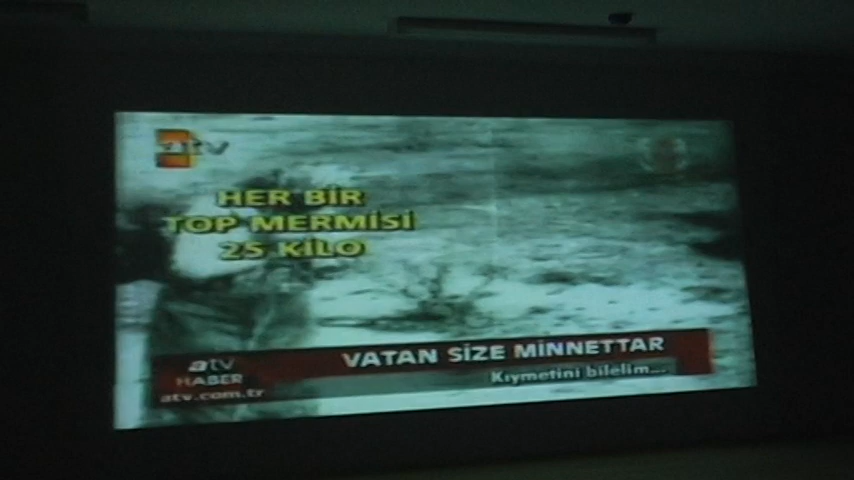 atv
HER BİR
TOP MERMİSİ
25 KİLO
VATAN SİZE MİNNETTAR
atv
HABER
Kıymetini bilelim...
atv.com.tr